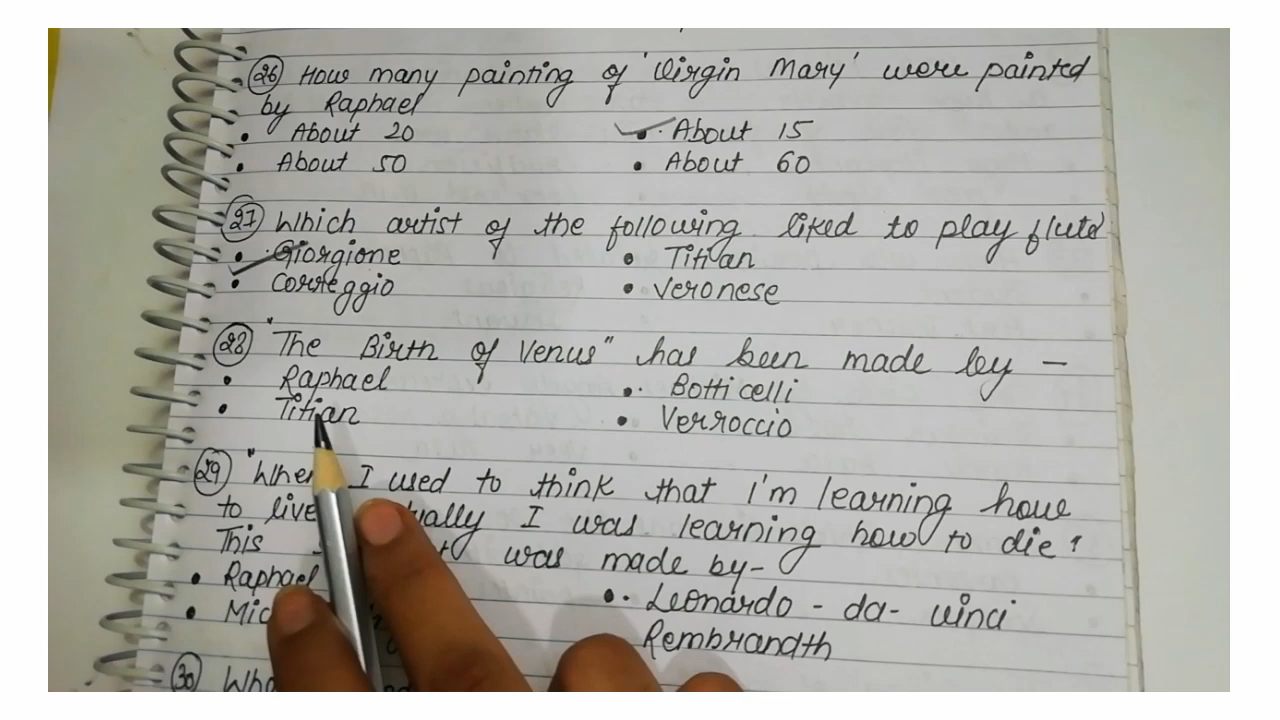 26 How many painting of 'Virgin Mary' were painted
by Raphael
• About 20 • About 15
• About 50 • About 60
27 Which artist of the following liked to play flute
• Giorgione • Titian
• Correggio • Veronese
28 "The Birth of Venus" has been made by —
• Raphael • Botticelli
• Titian • Verroccio
29 "When I used to think that I'm learning how
to live I was learning how to die"
This was made by-
• Raphael • Leonardo - da - Vinci
• Rembrandth
30